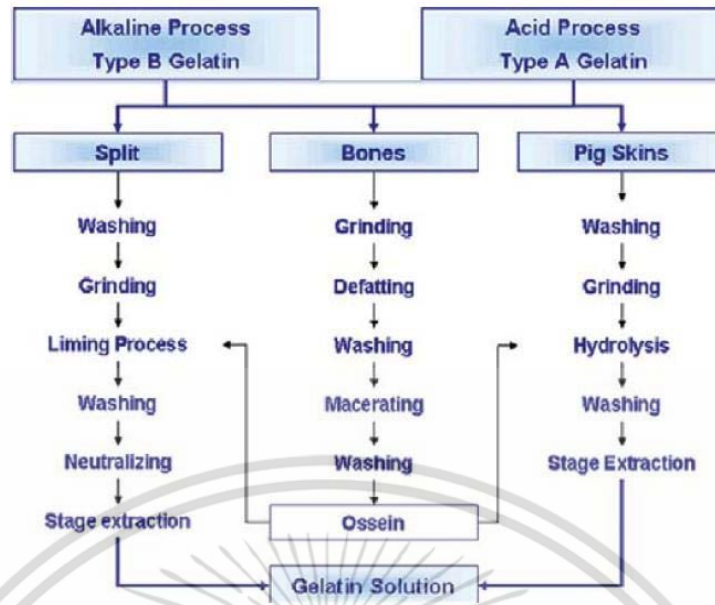 Alkaline Process
Type B Gelatin
Acid Process
Type A Gelatin
Split
Bones
Pig Skins
Washing
Grinding
Washing
Grinding
Defatting
Grinding
Liming Process
Washing
Hydrolysis
Washing
Macerating
Washing
Neutralizing
Washing
Stage Extraction
Stage extraction
Ossein
Gelatin Solution